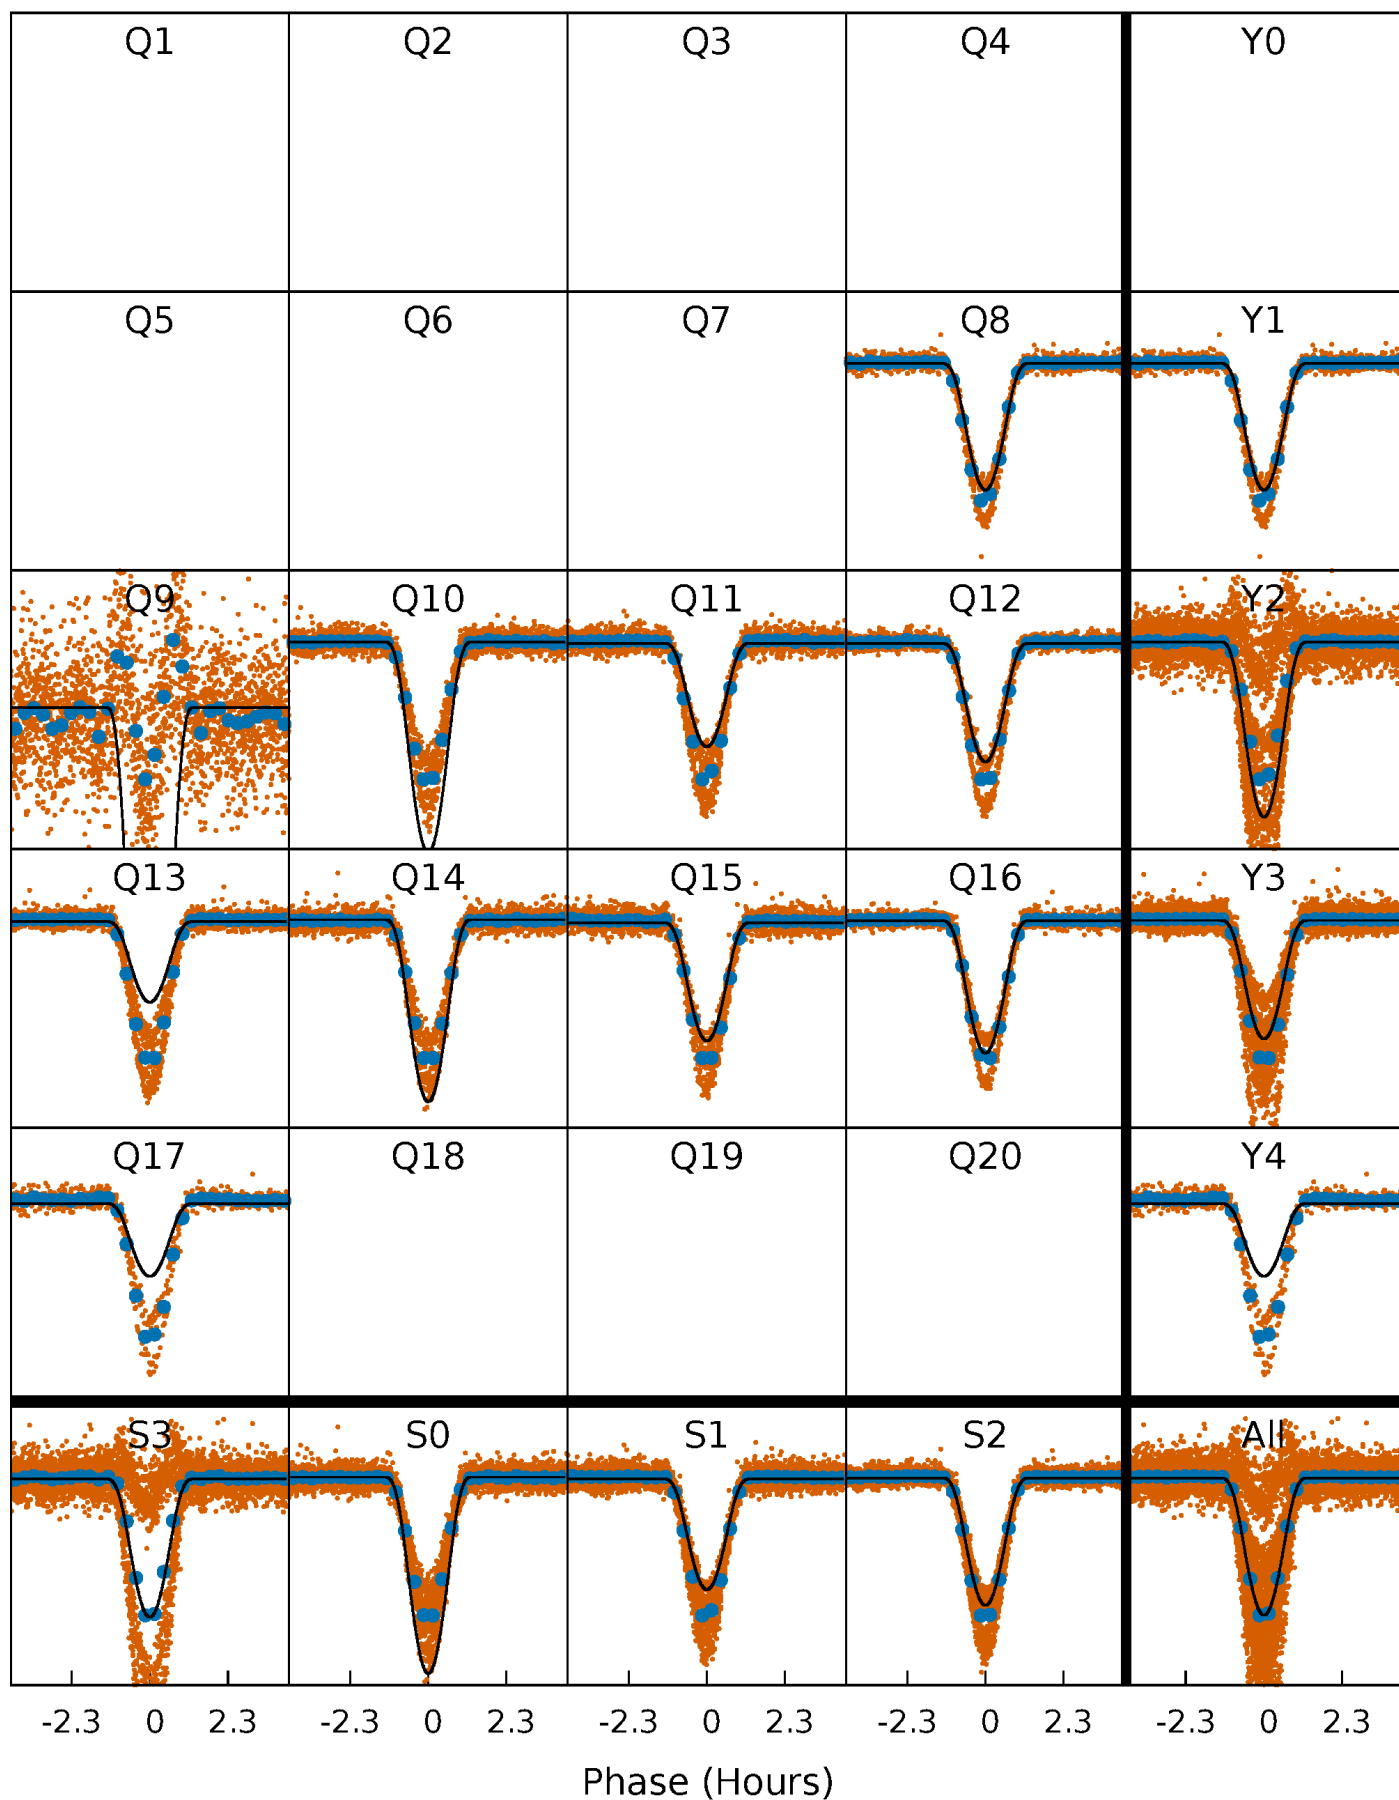 Q1 Q2 Q3 Q4 Y0
Q5 Q6 Q7 Q8 Y1
Q9 Q10 Q11 Q12 Y2
Q13 Q14 Q15 Q16 Y3
Q17 Q18 Q19 Q20 Y4
S3 S0 S1 S2 All
-2.3 0 2.3 -2.3 0 2.3 -2.3 0 2.3 -2.3 0 2.3 -2.3 0 2.3
Phase (Hours)